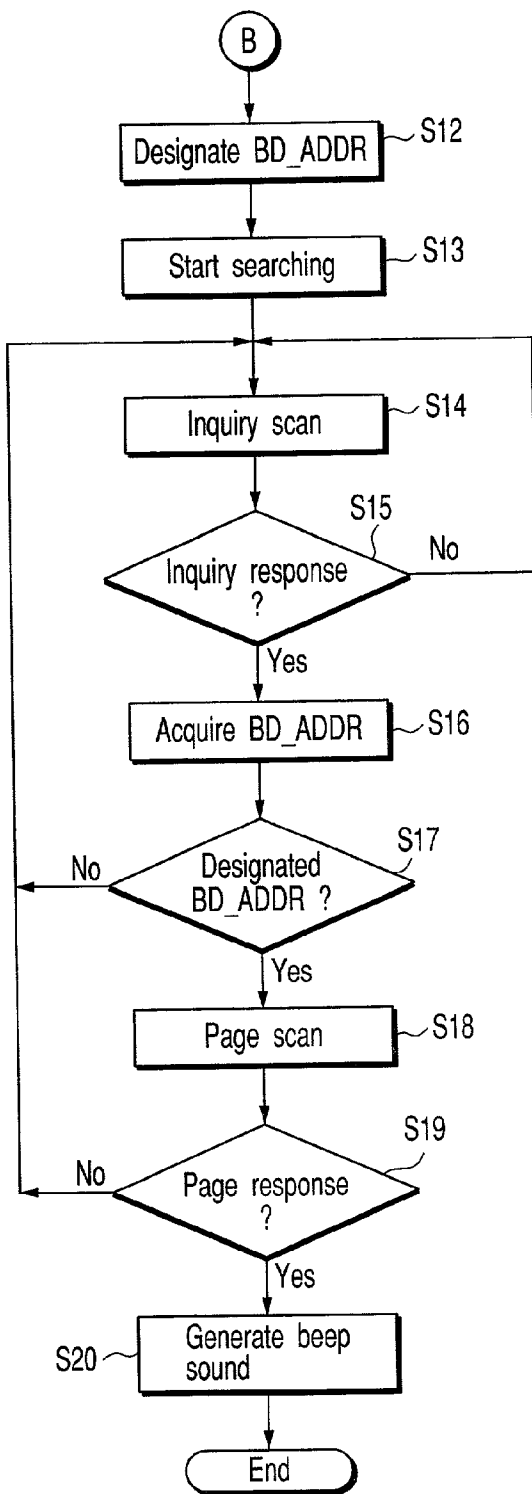 B
Designate BD_ADDR
S12
Start searching
S13
Inquiry scan
S14
S15
Inquiry response
?
No
Yes
Acquire BD_ADDR
S16
S17
No
Designated
BD_ADDR ?
Yes
Page scan
S18
S19
No
Page response
?
Yes
S20
Generate beep
sound
End